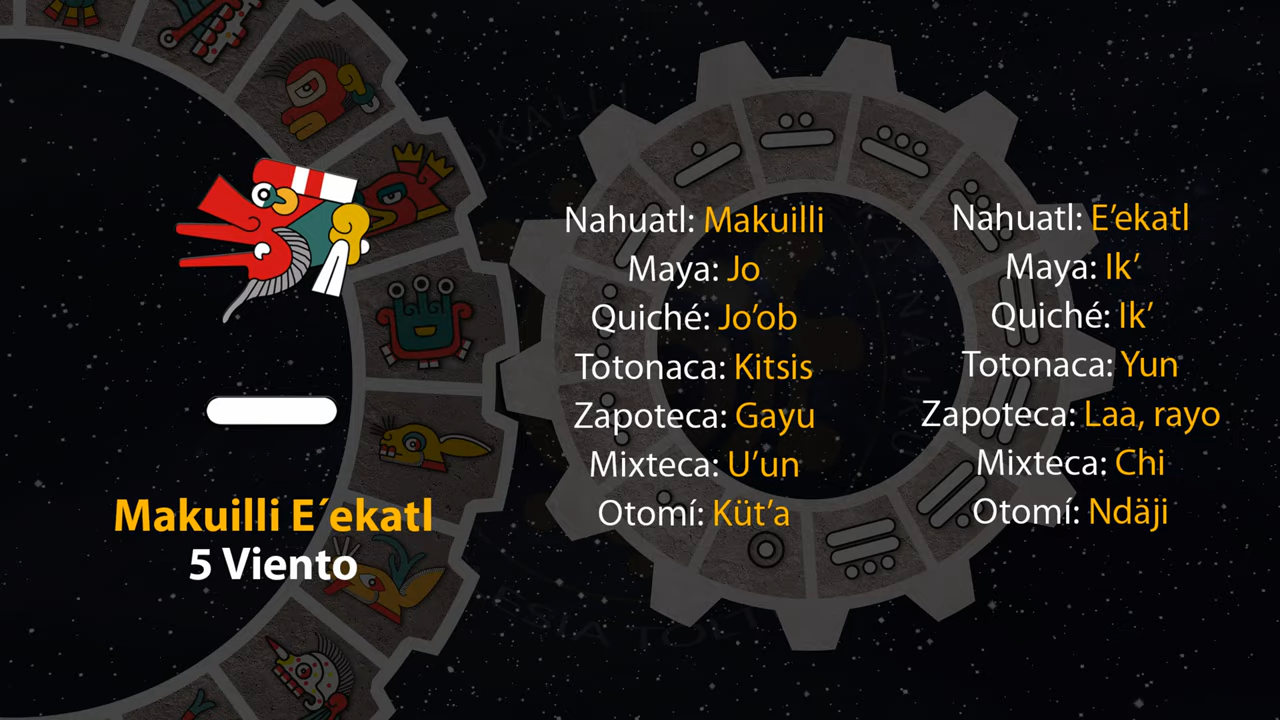 Makuilli E´ekatl
5 Viento
Nahuatl: Makuilli
Maya: Jo
Quiché: Jo’ob
Totonaca: Kitsis
Zapoteca: Gayu
Mixteca: U’un
Otomí: Küt’a
Nahuatl: E’ekatl
Maya: Ik’
Quiché: Ik’
Totonaca: Yun
Zapoteca: Laa, rayo
Mixteca: Chi
Otomí: Ndäji